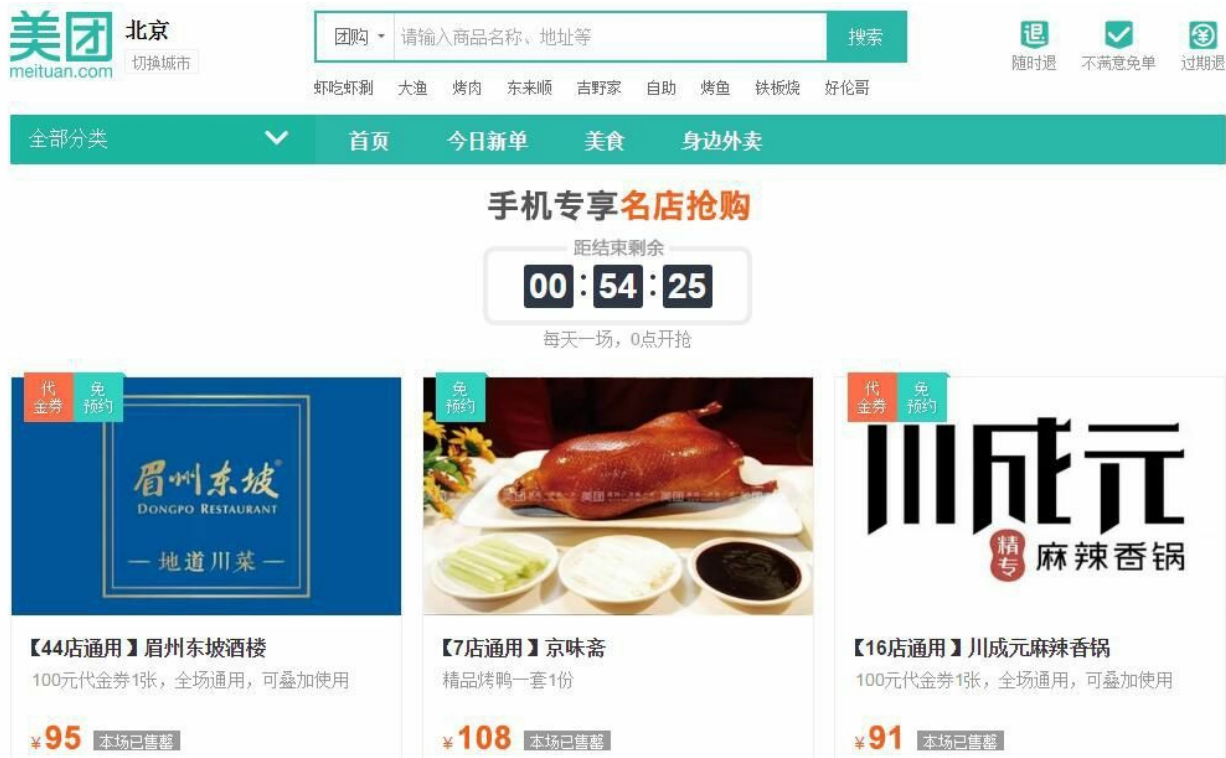 美团
meituan.com
北京
切换城市
团购
请输入商品名称、地址等
搜索
随时退
不满意免单
过期退
虾吃虾涮 大渔 烤肉 东来顺 吉野家 自助 烤鱼 铁板烧 好伦哥
全部分类 首页 今日新单 美食 身边外卖
手机专享名店抢购
距结束剩余
00:54:25
每天一场，0点开抢
代金券
免预约
眉州东坡®
DONGPO RESTAURANT
地道川菜
【44店通用】眉州东坡酒楼
100元代金券1张，全场通用，可叠加使用
¥95 本场已售罄
免预约
美团 美团 美团
【7店通用】京味斋
精品烤鸭一套1份
¥108 本场已售罄
代金券
免预约
川成元
精专
麻辣香锅
【16店通用】川成元麻辣香锅
100元代金券1张，全场通用，可叠加使用
¥91 本场已售罄